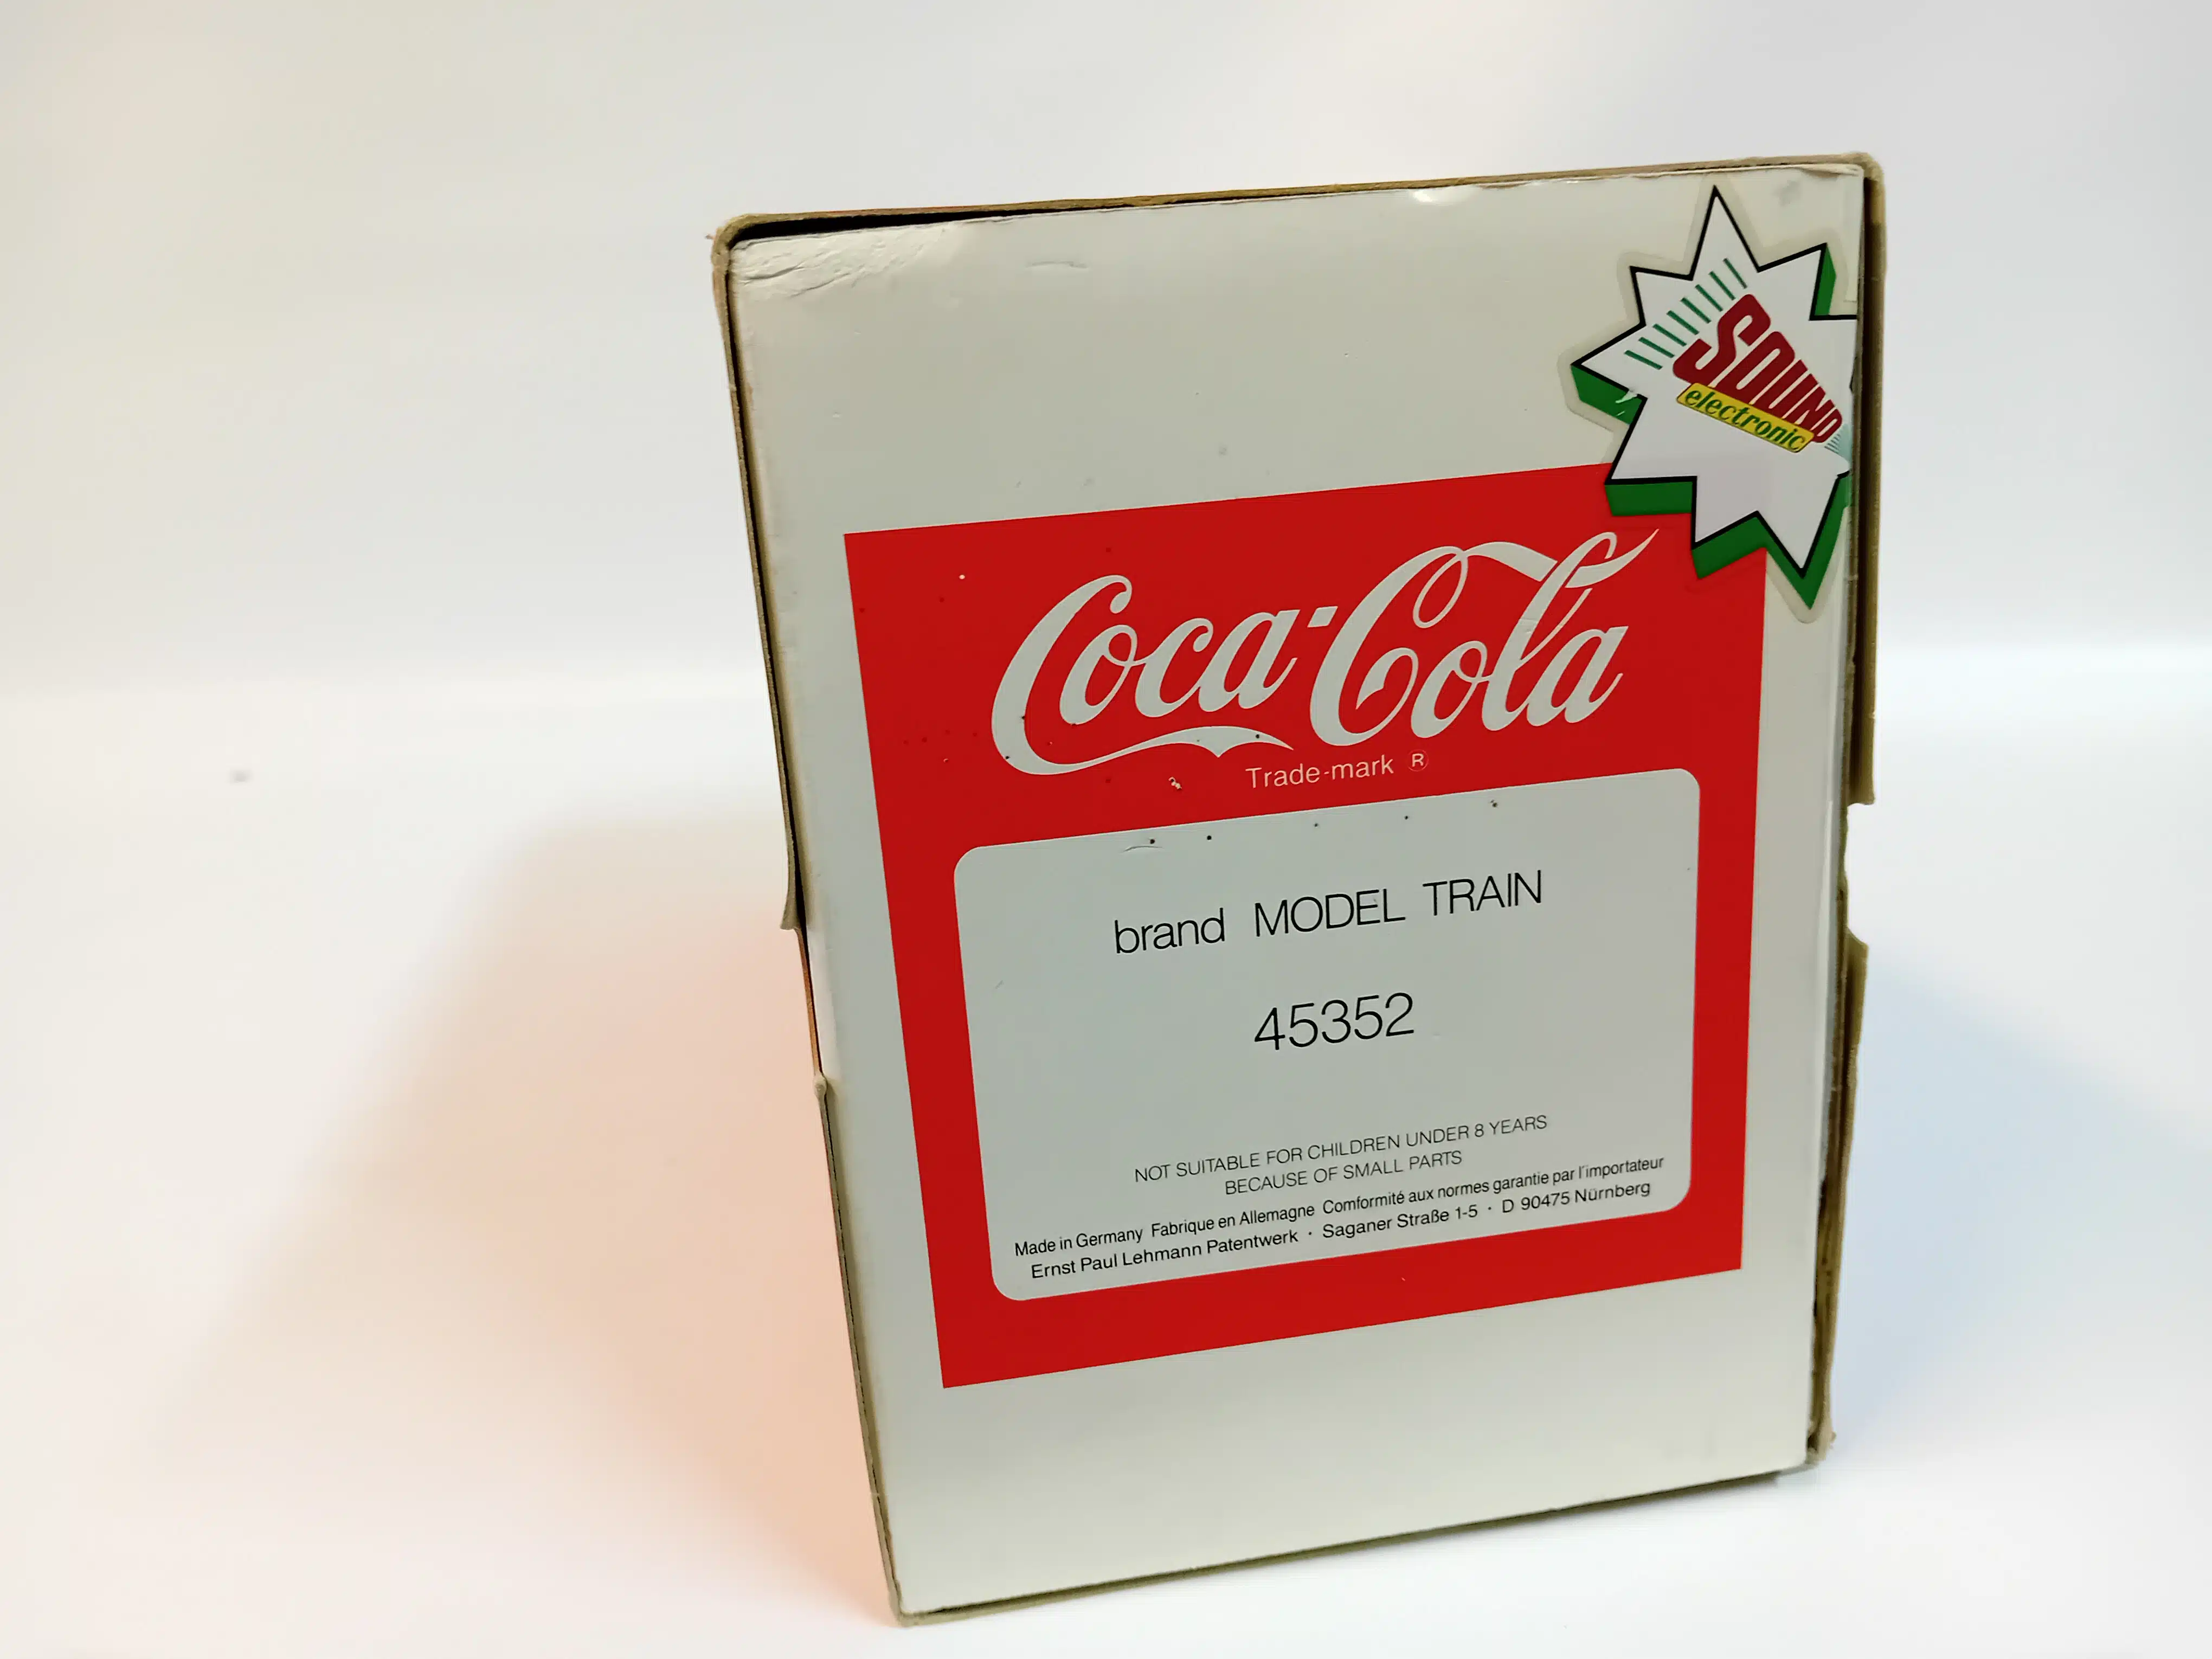 SOUND
electronic
Coca-Cola
Trade-mark ®
brand MODEL TRAIN
45352
NOT SUITABLE FOR CHILDREN UNDER 8 YEARS
BECAUSE OF SMALL PARTS
Made in Germany Fabrique en Allemagne Comformité aux normes garantie par l'importateur
Ernst Paul Lehmann Patentwerk · Saganer Straße 1-5 · D 90475 Nürnberg